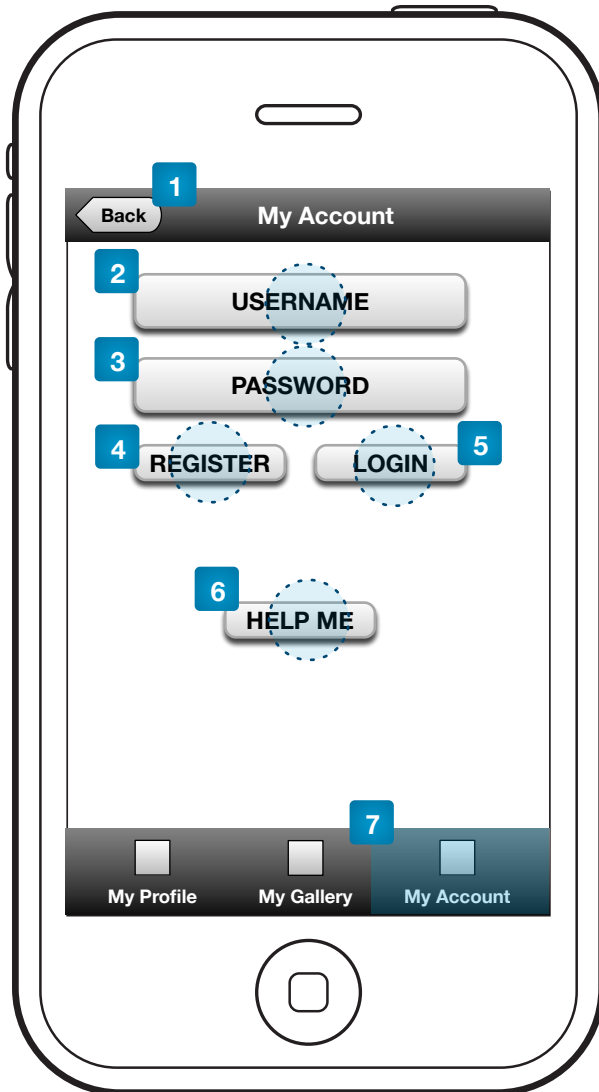 1
Back My Account
2
USERNAME
3
PASSWORD
4 REGISTER LOGIN 5
6
HELP ME
7
My Profile My Gallery My Account